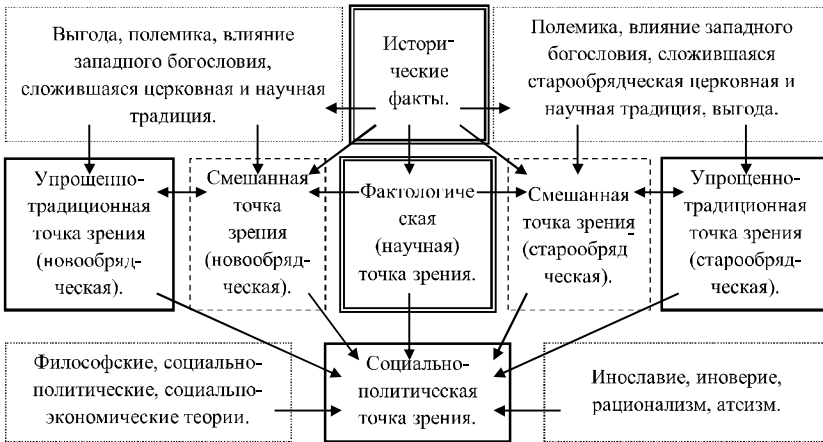 Выгода, полемика, влияние
западного богословия,
сложившаяся церковная и научная
традиция.
Истори-
ческие
факты.
Полемика, влияние западного
богословия, сложившаяся
старообрядческая церковная и
научная традиция, выгода.
Упрощенно-
традиционная
точка зрения
(новообряд-
ческая).
Смешанная
точка
зрения
(новообряд-
ческая).
Фактологиче
ская
(научная)
точка зрения.
Смешанная
точка зрения
(старообряд-
ческая).
Упрощенно-
традиционная
точка зрения
(старообряд-
ческая).
Философские, социально-
политические, социально-
экономические теории.
Социально-
политическая
точка зрения.
Инославие, иноверие,
рационализм, атеизм.